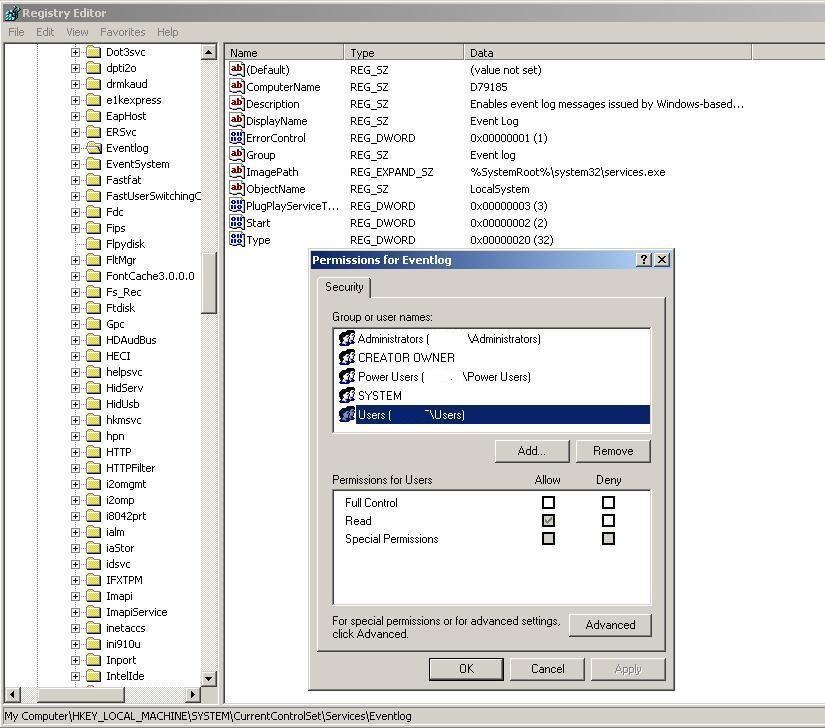 Registry Editor
File Edit View Favorites Help
Dot3svc
dpti2o
drmkaud
e1kexpress
EapHost
ERSvc
Eventlog
EventSystem
Fastfat
FastUserSwitchingC
Fdc
Fips
Flpydisk
FltMgr
FontCache3.0.0.0
Fs_Rec
Ftdisk
Gpc
HDAudBus
HECI
helpsvc
HidServ
HidUsb
hkmsvc
hpn
HTTP
HTTPFilter
i2omgmt
i2omp
i8042prt
ialm
iaStor
idsvc
IFXTPM
Imapi
ImapiService
inetaccs
ini910u
Inport
IntelIde
Name Type Data
(Default) REG_SZ (value not set)
ComputerName REG_SZ D79185
Description REG_SZ Enables event log messages issued by Windows-based...
DisplayName REG_SZ Event Log
ErrorControl REG_DWORD 0x00000001 (1)
Group REG_SZ Event log
ImagePath REG_EXPAND_SZ %SystemRoot%\system32\services.exe
ObjectName REG_SZ LocalSystem
PlugPlayServiceT... REG_DWORD 0x00000003 (3)
Start REG_DWORD 0x00000002 (2)
Type REG_DWORD 0x00000020 (32)
Permissions for Eventlog
Security
Group or user names:
Administrators ( \Administrators)
CREATOR OWNER
Power Users ( \Power Users)
SYSTEM
Users ( \Users)
Add... Remove
Permissions for Users Allow Deny
Full Control
Read
Special Permissions
For special permissions or for advanced settings,
click Advanced.
Advanced
OK Cancel Apply
My Computer\HKEY_LOCAL_MACHINE\SYSTEM\CurrentControlSet\Services\Eventlog